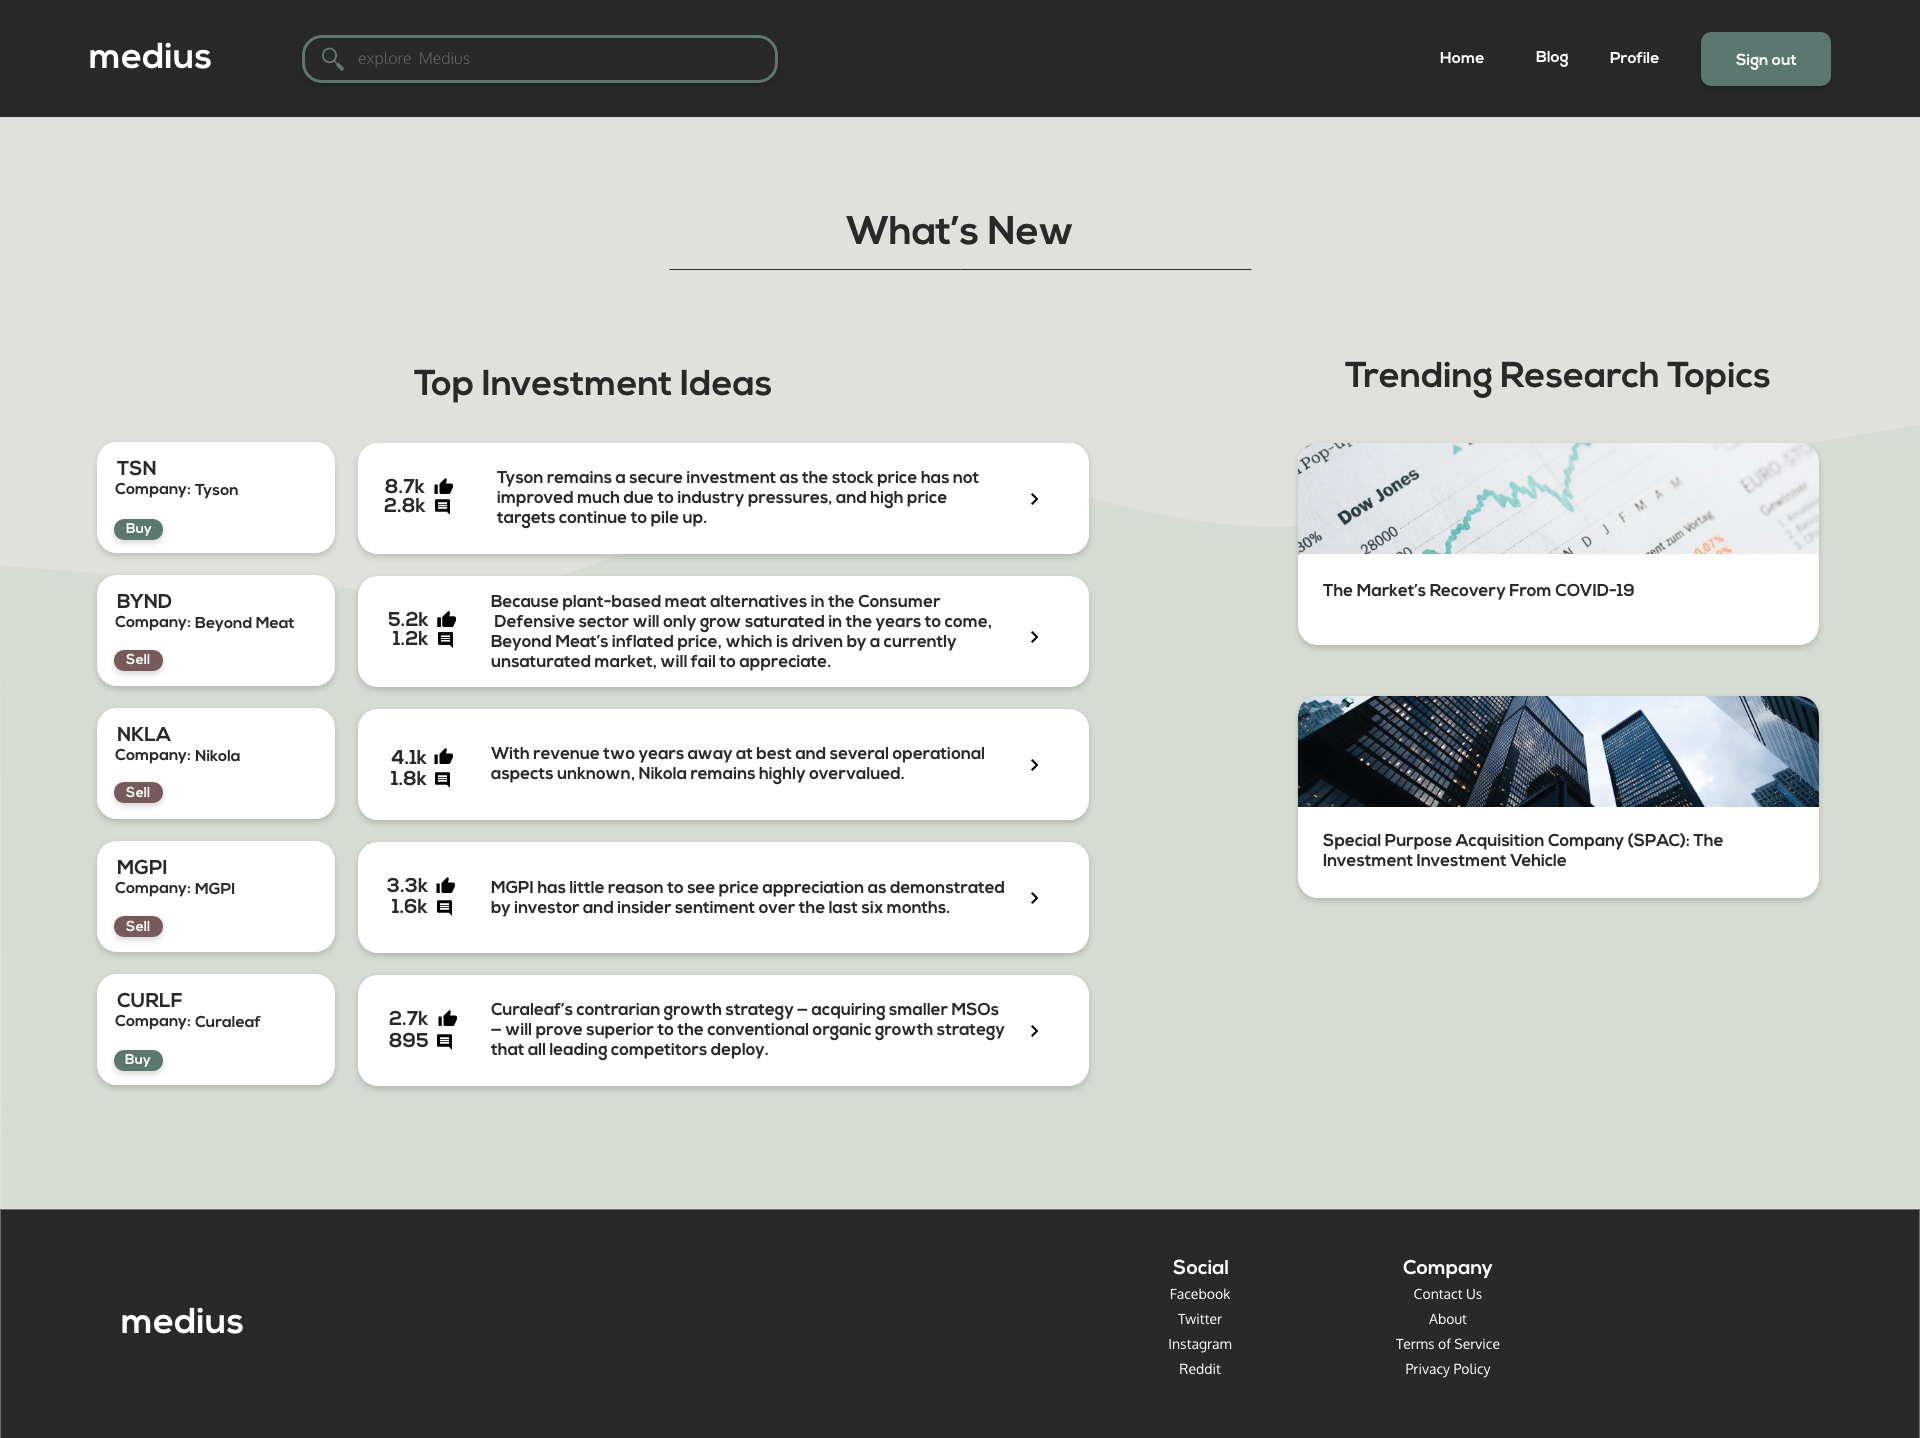 medius
explore Medius
Home
Blog
Profile
Sign out
What's New
Top Investment Ideas
Trending Research Topics
TSN
Company: Tyson
Buy
8.7k
2.8k
Tyson remains a secure investment as the stock price has not
improved much due to industry pressures, and high price
targets continue to pile up.
BYND
Company: Beyond Meat
Sell
5.2k
1.2k
Because plant-based meat alternatives in the Consumer
Defensive sector will only grow saturated in the years to come,
Beyond Meat's inflated price, which is driven by a currently
unsaturated market, will fail to appreciate.
NKLA
Company: Nikola
Sell
4.1k
1.8k
With revenue two years away at best and several operational
aspects unknown, Nikola remains highly overvalued.
MGPI
Company: MGPI
Sell
3.3k
1.6k
MGPI has little reason to see price appreciation as demonstrated
by investor and insider sentiment over the last six months.
CURLF
Company: Curaleaf
Buy
2.7k
895
Curaleaf's contrarian growth strategy — acquiring smaller MSOs
— will prove superior to the conventional organic growth strategy
that all leading competitors deploy.
Dow Jones
28000
30%
N D J F M A M
zum Vortag
0.07%
The Market's Recovery From COVID-19
Special Purpose Acquisition Company (SPAC): The
Investment Investment Vehicle
medius
Social
Facebook
Twitter
Instagram
Reddit
Company
Contact Us
About
Terms of Service
Privacy Policy